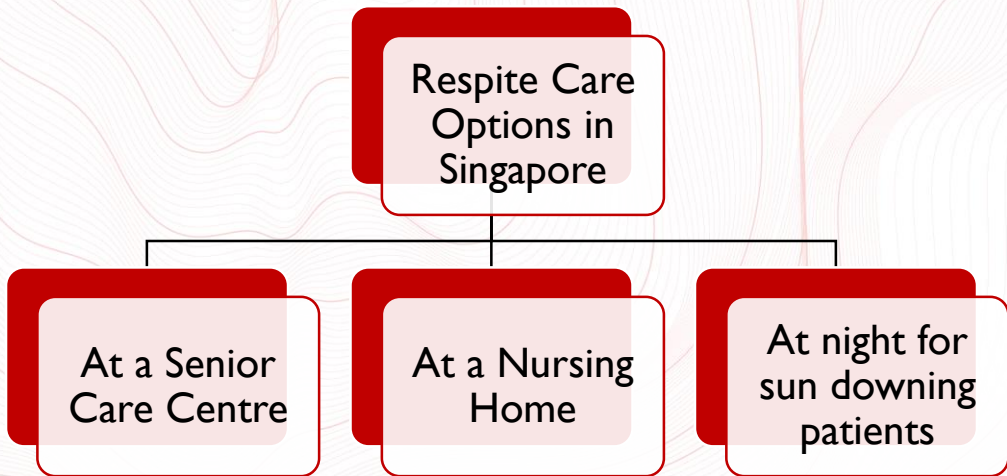 Respite Care
Options in
Singapore
At a Senior
Care Centre
At a Nursing
Home
At night for
sun downing
patients